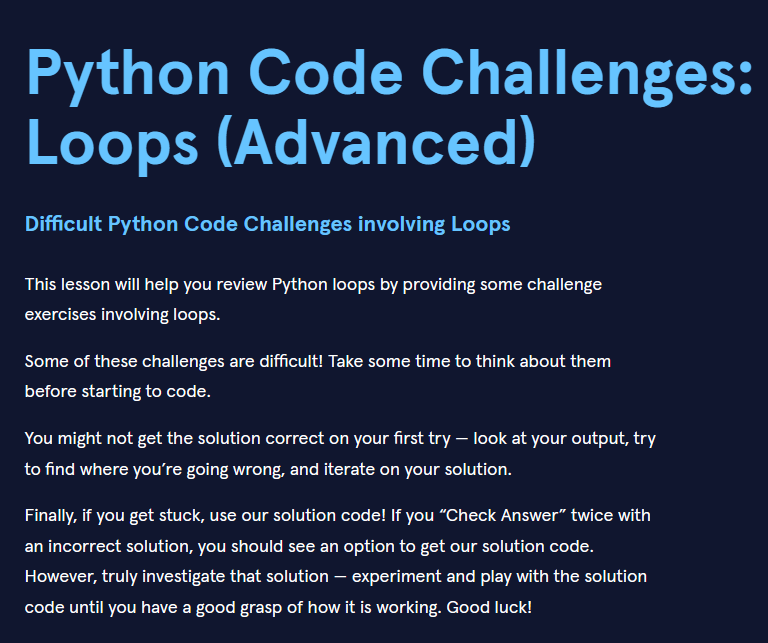 Python Code Challenges:
Loops (Advanced)
Difficult Python Code Challenges involving Loops
This lesson will help you review Python loops by providing some challenge
exercises involving loops.
Some of these challenges are difficult! Take some time to think about them
before starting to code.
You might not get the solution correct on your first try — look at your output, try
to find where you’re going wrong, and iterate on your solution.
Finally, if you get stuck, use our solution code! If you “Check Answer” twice with
an incorrect solution, you should see an option to get our solution code.
However, truly investigate that solution — experiment and play with the solution
code until you have a good grasp of how it is working. Good luck!